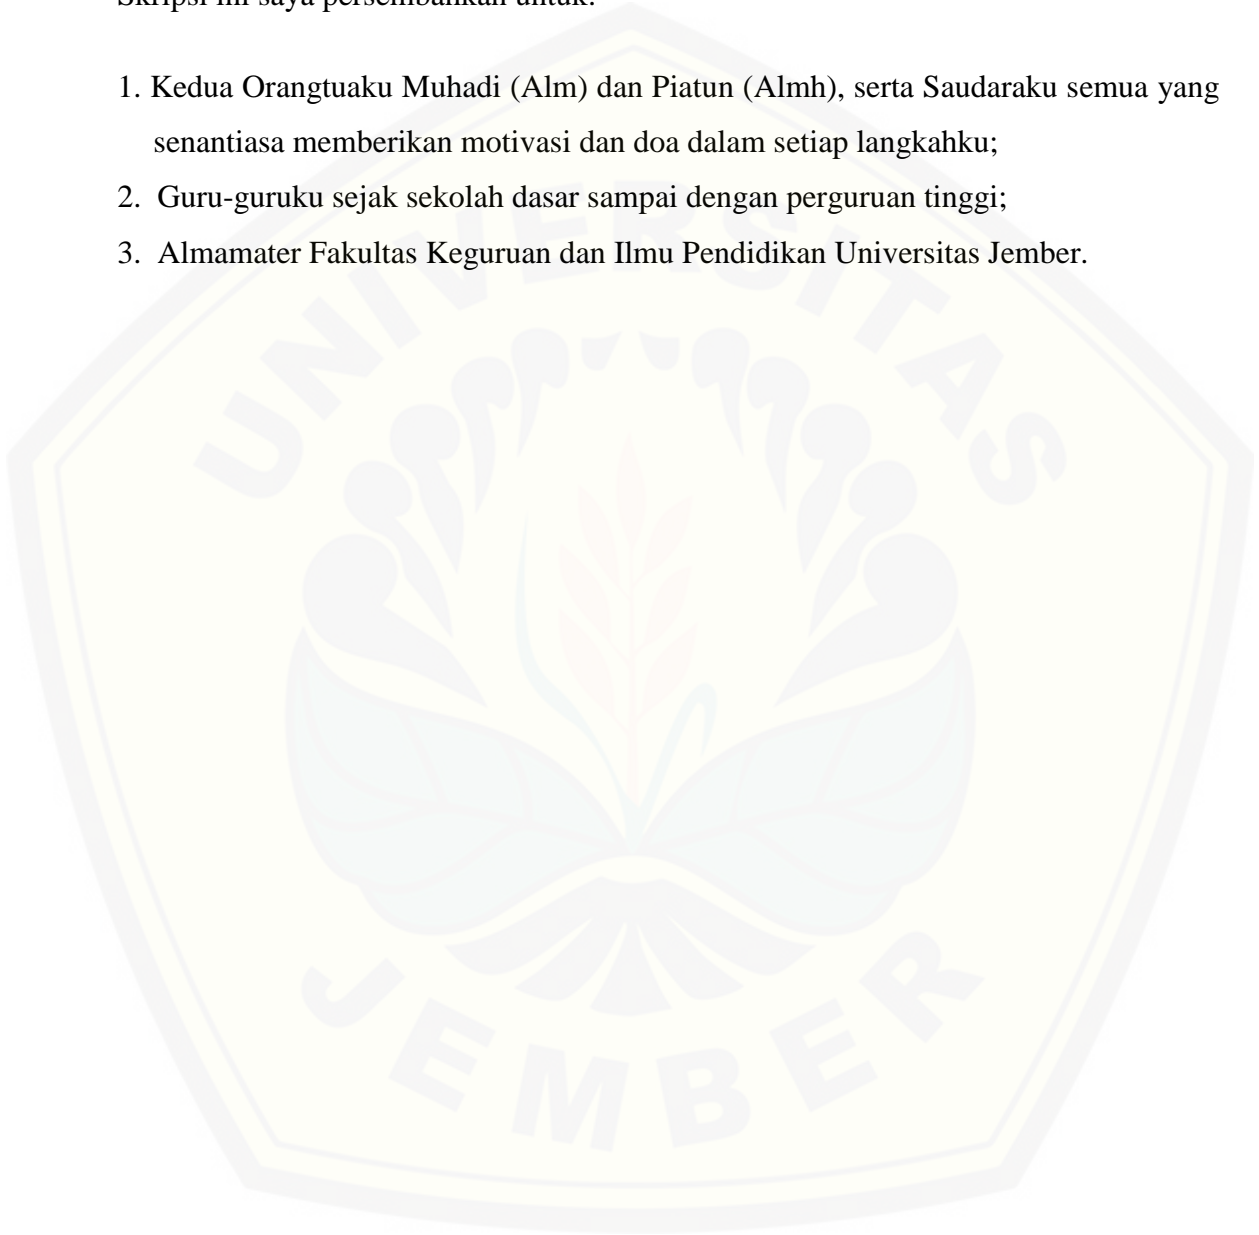 Skripsi ini saya persembahkan untuk:
1. Kedua Orangtuaku Muhadi (Alm) dan Piatun (Almh), serta Saudaraku semua yang
senantiasa memberikan motivasi dan doa dalam setiap langkahku;
2. Guru-guruku sejak sekolah dasar sampai dengan perguruan tinggi;
3. Almamater Fakultas Keguruan dan Ilmu Pendidikan Universitas Jember.
UNIVERSITAS
JEMBER